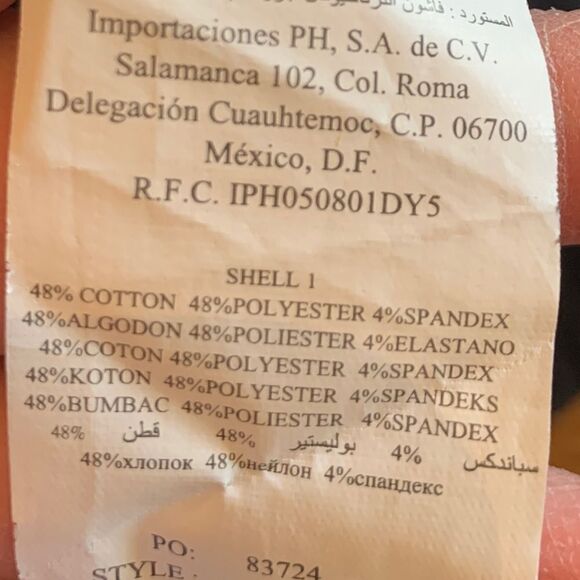 المستورد : فاشون
Importaciones PH, S.A. de C.V.
Salamanca 102, Col. Roma
Delegación Cuauhtemoc, C.P. 06700
México, D.F.
R.F.C. IPH050801DY5
SHELL 1
48% COTTON 48%POLYESTER 4%SPANDEX
48%ALGODON 48%POLIESTER 4%ELASTANO
48%COTON 48%POLYESTER 4%SPANDEX
48%KOTON 48%POLYESTER 4%SPANDEKS
48%BUMBAC 48%POLIESTER 4%SPANDEX
48% قطن 48% بوليستير 4% سباندكس
48%хлопок 48%нейлон 4%спандекс
PO: 83724
STYLE :